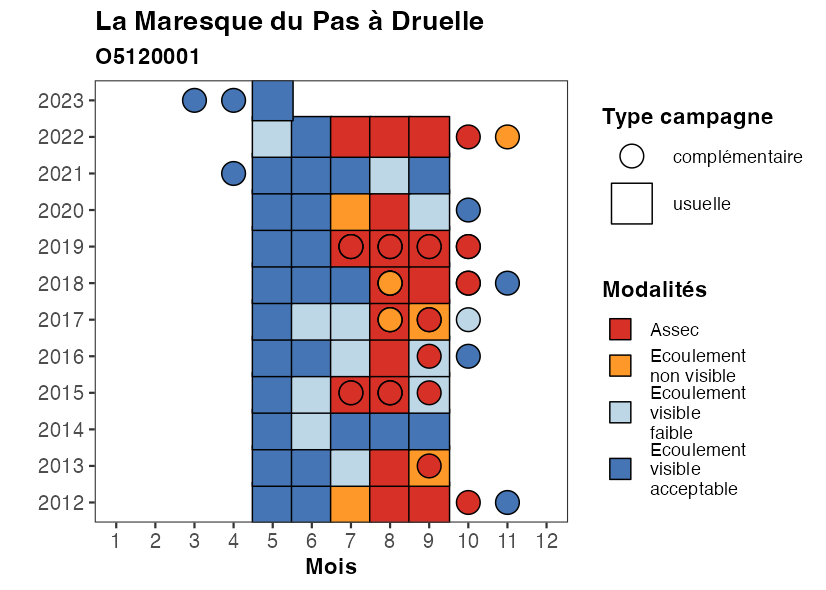 La Maresque du Pas à Druelle
O5120001
2023
2022
2021
2020
2019
2018
2017
2016
2015
2014
2013
2012
1 2 3 4 5 6 7 8 9 10 11 12
Mois
Type campagne
complémentaire
usuelle
Modalités
Assec
Ecoulement
non visible
Ecoulement
visible
faible
Ecoulement
visible
acceptable